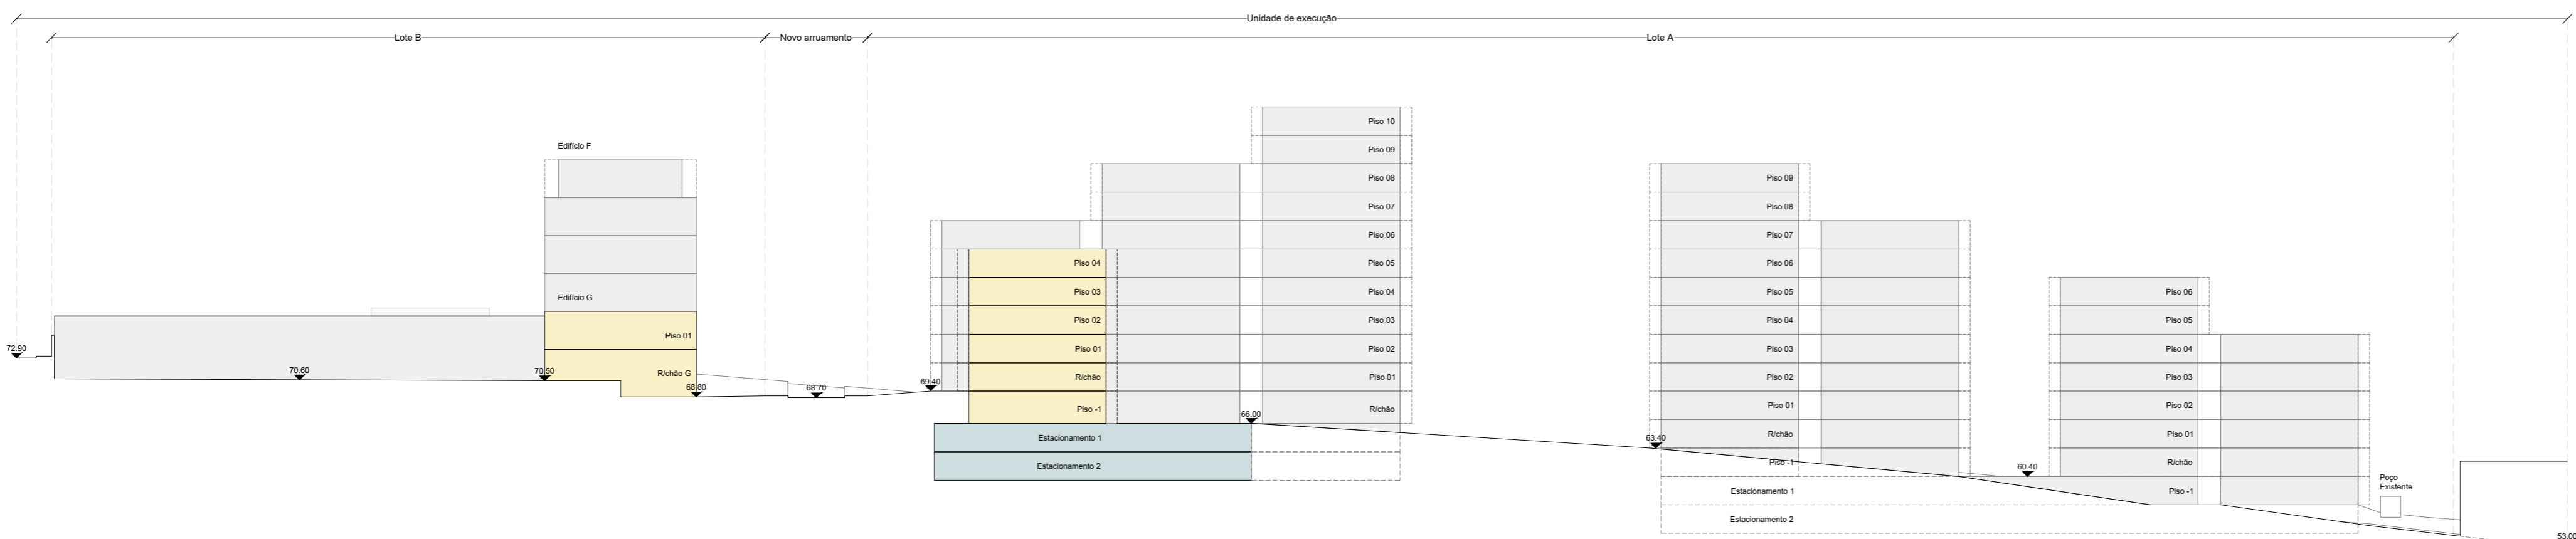 Unidade de execução
Lote B
Novo arruamento
Lote A
Edifício F
Edifício G
Piso 01
R/chão G
72.90
70.60
70.50
68.80
68.70
69.40
Piso 04
Piso 03
Piso 02
Piso 01
R/chão
Piso -1
Estacionamento 1
Estacionamento 2
66.00
Piso 10
Piso 09
Piso 08
Piso 07
Piso 06
Piso 05
Piso 04
Piso 03
Piso 02
Piso 01
R/chão
63.40
Piso 09
Piso 08
Piso 07
Piso 06
Piso 05
Piso 04
Piso 03
Piso 02
Piso 01
R/chão
Piso -1
Estacionamento 1
Estacionamento 2
60.40
Piso 06
Piso 05
Piso 04
Piso 03
Piso 02
Piso 01
R/chão
Piso -1
Poço
Existente
53.00